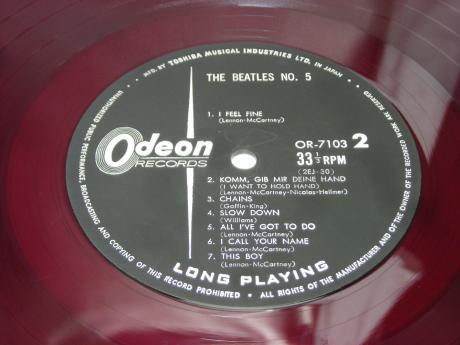 MFG. BY TOSHIBA MUSICAL INDUSTRIES LTD. IN JAPAN
THE BEATLES NO. 5
1. I FEEL FINE
(Lennon-McCartney)
Odeon
RECORDS
OR-7103 2
33 1/3 RPM
(2EJ-30)
2. KOMM, GIB MIR DEINE HAND
(I WANT TO HOLD HAND)
(Lennon-McCartney-Nicolas-Hellmer)
3. CHAINS
(Goffin-King)
4. SLOW DOWN
(Williams)
5. ALL I'VE GOT TO DO
(Lennon-McCartney)
6. I CALL YOUR NAME
(Lennon-McCartney)
7. THIS BOY
(Lennon-McCartney)
LONG PLAYING
UNAUTHORIZED PUBLIC PERFORMANCE, BROADCASTING AND COPYING OF THIS RECORD PROHIBITED • ALL RIGHTS OF THE MANUFACTURER AND OF THE OWNER OF THE RECORDED WORK ARE RESERVED